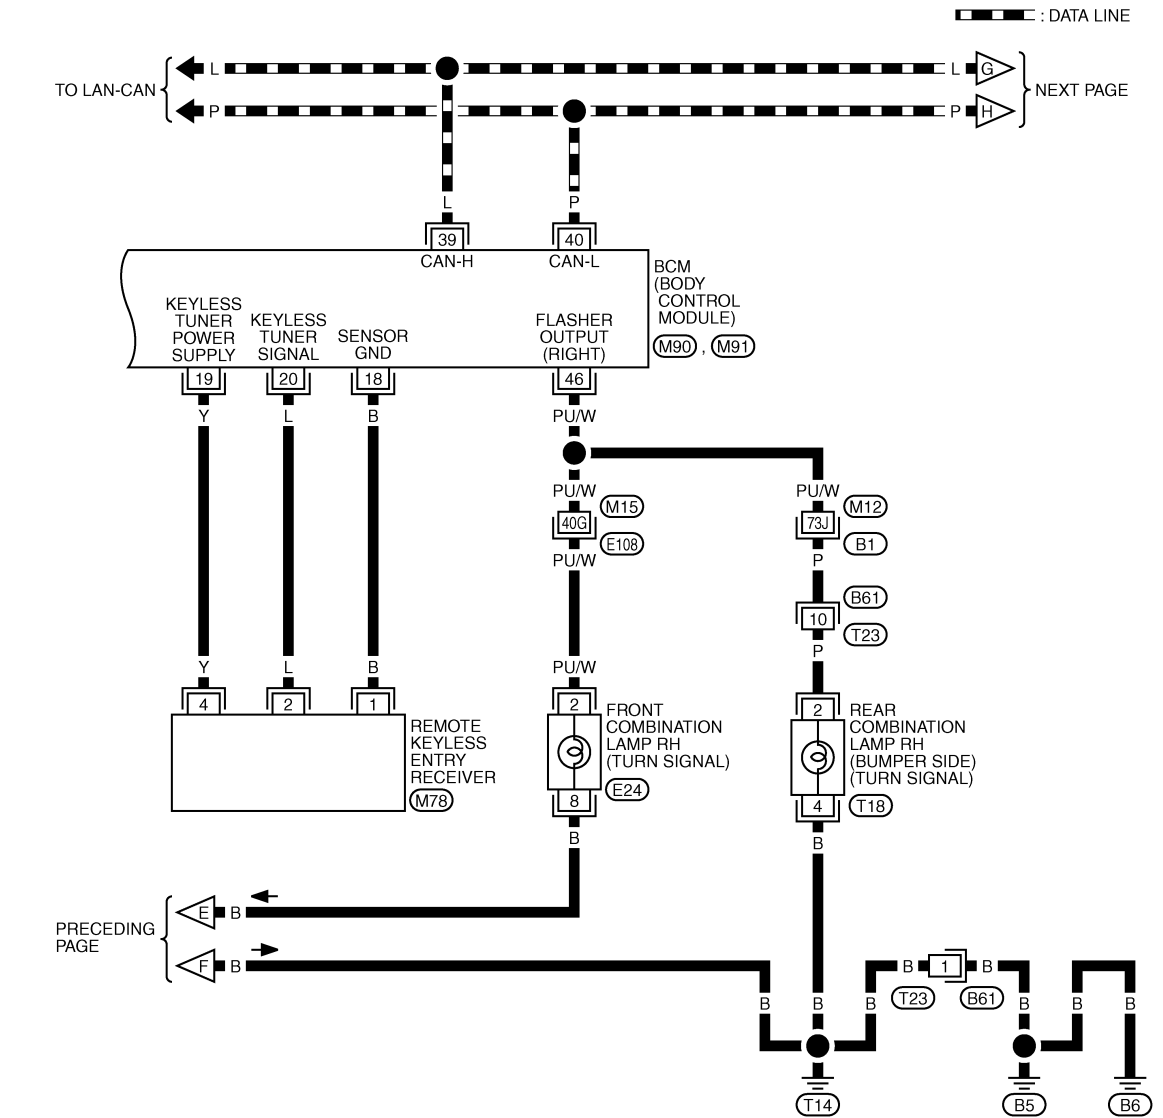 : DATA LINE
L
L
G
TO LAN-CAN
NEXT PAGE
P
P
H
L
P
39
40
CAN-H
CAN-L
BCM
(BODY
CONTROL
MODULE)
M90 , M91
KEYLESS
TUNER
POWER
SUPPLY
KEYLESS
TUNER
SIGNAL
SENSOR
GND
FLASHER
OUTPUT
(RIGHT)
19
20
18
46
Y
L
B
PU/W
PU/W
PU/W
M15
M12
40G
73J
E108
B1
PU/W
P
B61
10
T23
P
Y
L
B
PU/W
4
2
1
2
2
REMOTE
KEYLESS
ENTRY
RECEIVER
M78
FRONT
COMBINATION
LAMP RH
(TURN SIGNAL)
E24
REAR
COMBINATION
LAMP RH
(BUMPER SIDE)
(TURN SIGNAL)
T18
8
4
B
B
E
B
PRECEDING
PAGE
F
B
B
1
B
T23
B61
B
B
B
B
B
B
T14
B5
B6